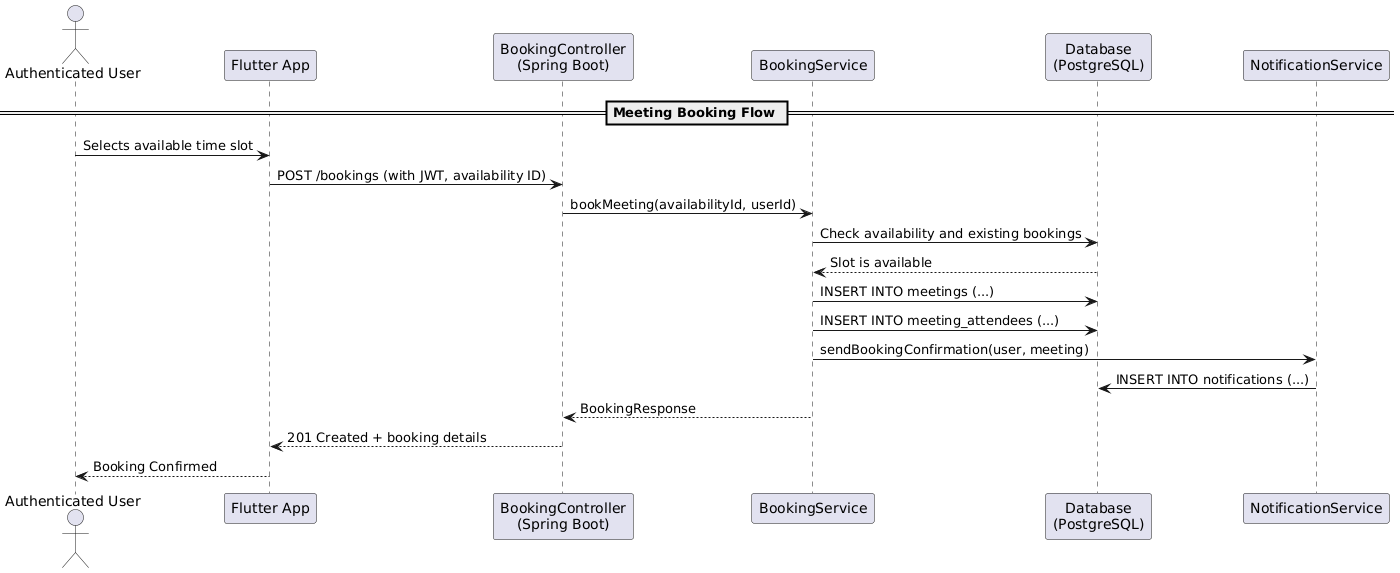 Authenticated User
Flutter App
BookingController
(Spring Boot)
BookingService
Database
(PostgreSQL)
NotificationService
Meeting Booking Flow
Selects available time slot
POST /bookings (with JWT, availability ID)
bookMeeting(availabilityId, userId)
Check availability and existing bookings
Slot is available
INSERT INTO meetings (...)
INSERT INTO meeting_attendees (...)
sendBookingConfirmation(user, meeting)
INSERT INTO notifications (...)
BookingResponse
201 Created + booking details
Booking Confirmed
Authenticated User
Flutter App
BookingController
(Spring Boot)
BookingService
Database
(PostgreSQL)
NotificationService